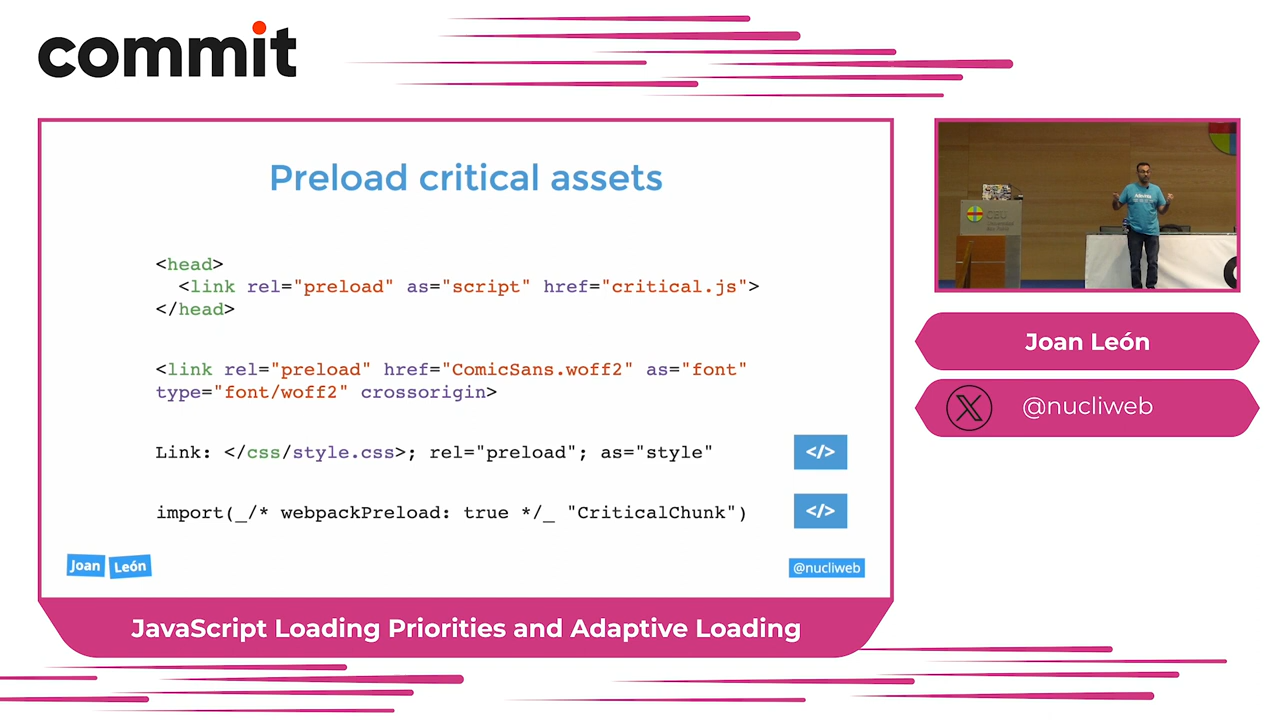 commit
Preload critical assets
<head>
<link rel="preload" as="script" href="critical.js">
</head>
<link rel="preload" href="ComicSans.woff2" as="font"
type="font/woff2" crossorigin>
Link: </css/style.css>; rel="preload"; as="style"
</>
import(_/* webpackPreload: true */_ "CriticalChunk")
</>
Joan León
@nucliweb
JavaScript Loading Priorities and Adaptive Loading
CEU
Joan León
@nucliweb